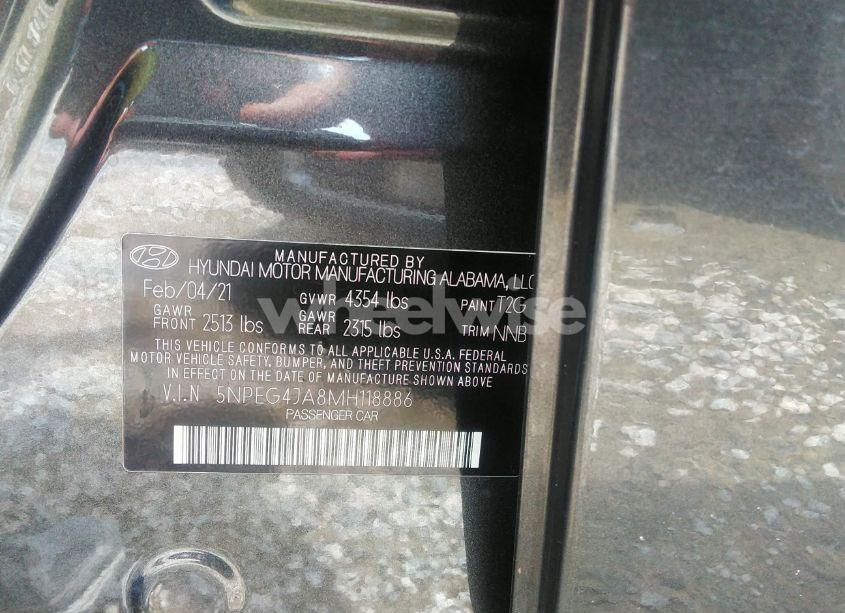 MANUFACTURED BY
HYUNDAI MOTOR MANUFACTURING ALABAMA, LLC
Feb/04/21 GVWR 4354 lbs PAINT T2G
GAWR FRONT 2513 lbs GAWR REAR 2315 lbs TRIM NNB
THIS VEHICLE CONFORMS TO ALL APPLICABLE U.S.A. FEDERAL
MOTOR VEHICLE SAFETY, BUMPER, AND THEFT PREVENTION STANDARDS
IN EFFECT ON THE DATE OF MANUFACTURE SHOWN ABOVE
V.I.N 5NPEG4JA8MH118886
PASSENGER CAR
wheelwise